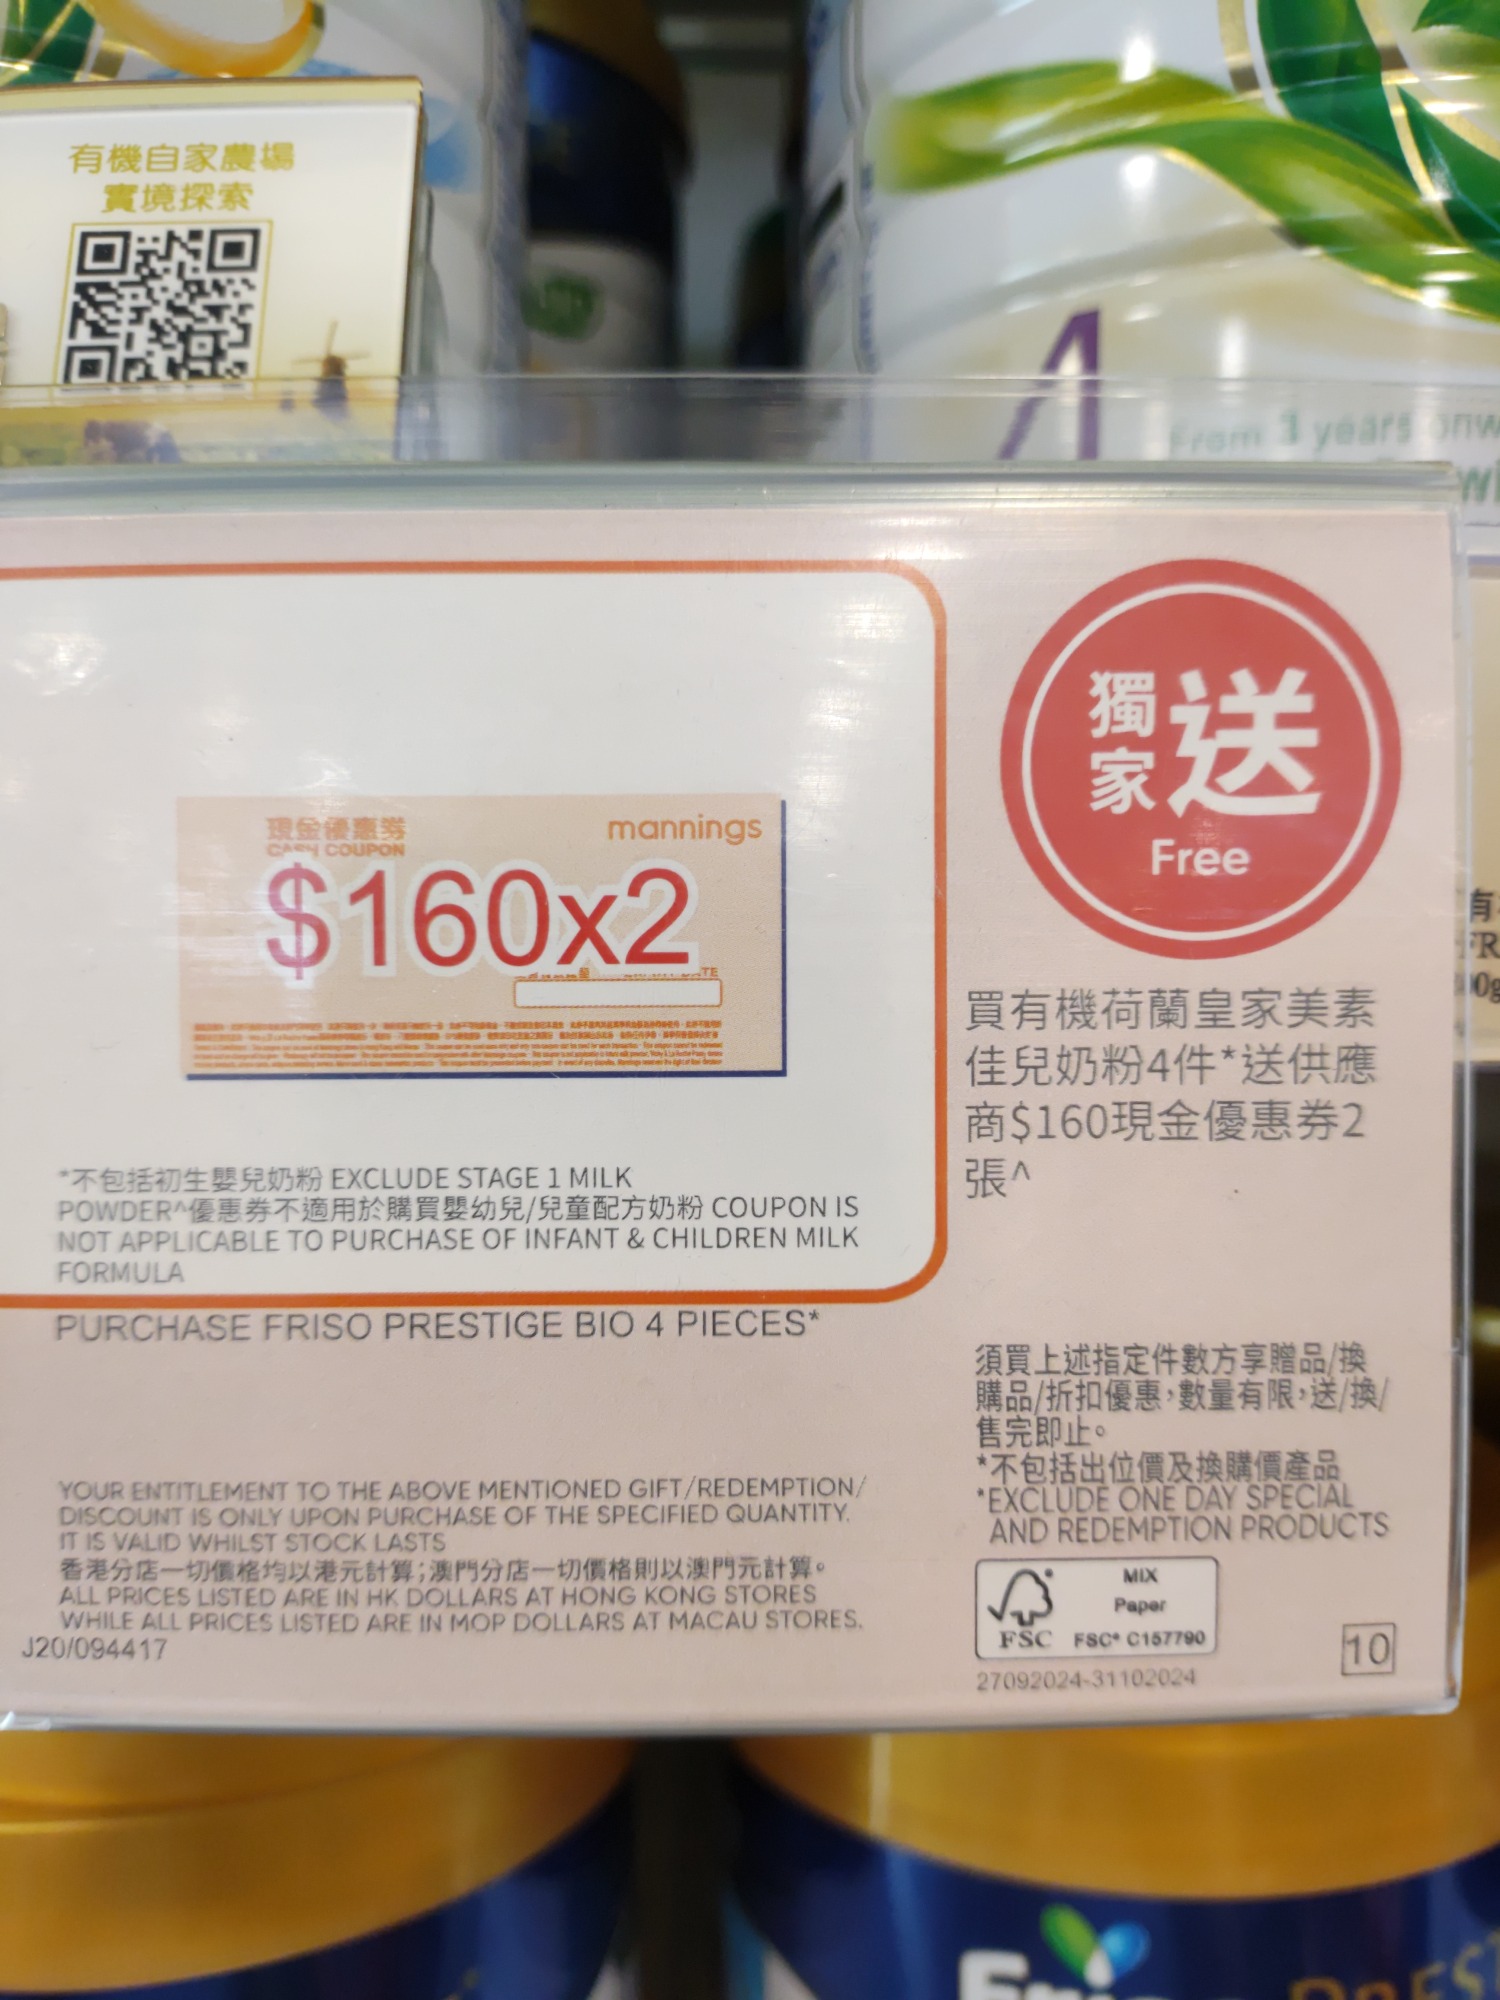 有機自家農場
實境探索
4
From 3 years onw
wi
獨家
送
Free
現金優惠券
CASH COUPON
mannings
$160x2
有
FR
00g
買有機荷蘭皇家美素
佳兒奶粉4件*送供應
商$160現金優惠券2
張^
*不包括初生嬰兒奶粉 EXCLUDE STAGE 1 MILK
POWDER^優惠券不適用於購買嬰幼兒/兒童配方奶粉 COUPON IS
NOT APPLICABLE TO PURCHASE OF INFANT & CHILDREN MILK
FORMULA
PURCHASE FRISO PRESTIGE BIO 4 PIECES*
須買上述指定件數方享贈品/換
購品/折扣優惠,數量有限,送/換/
售完即止。
*不包括出位價及換購價產品
*EXCLUDE ONE DAY SPECIAL
AND REDEMPTION PRODUCTS
YOUR ENTITLEMENT TO THE ABOVE MENTIONED GIFT/REDEMPTION/
DISCOUNT IS ONLY UPON PURCHASE OF THE SPECIFIED QUANTITY.
IT IS VALID WHILST STOCK LASTS
香港分店一切價格均以港元計算;澳門分店一切價格則以澳門元計算。
ALL PRICES LISTED ARE IN HK DOLLARS AT HONG KONG STORES
WHILE ALL PRICES LISTED ARE IN MOP DOLLARS AT MACAU STORES.
J20/094417
MIX
Paper
FSC FSC® C157790
27092024-31102024
10